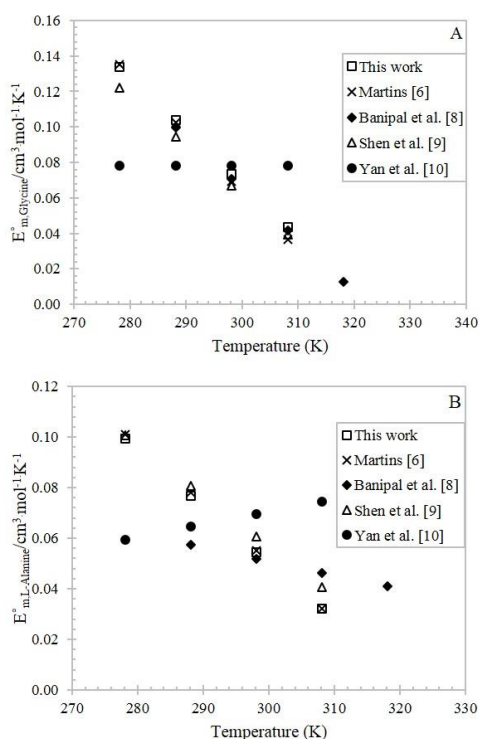 A
0.16
0.14
0.12
0.10
0.08
0.06
0.04
0.02
0.00
E°m,Glycine/cm³·mol⁻¹·K⁻¹
This work
Martins [6]
Banipal et al. [8]
Shen et al. [9]
Yan et al. [10]
270 280 290 300 310 320 330 340
Temperature (K)
B
0.12
0.10
0.08
0.06
0.04
0.02
0.00
E°m,L-Alanine/cm³·mol⁻¹·K⁻¹
This work
Martins [6]
Banipal et al. [8]
Shen et al. [9]
Yan et al. [10]
270 280 290 300 310 320 330
Temperature (K)